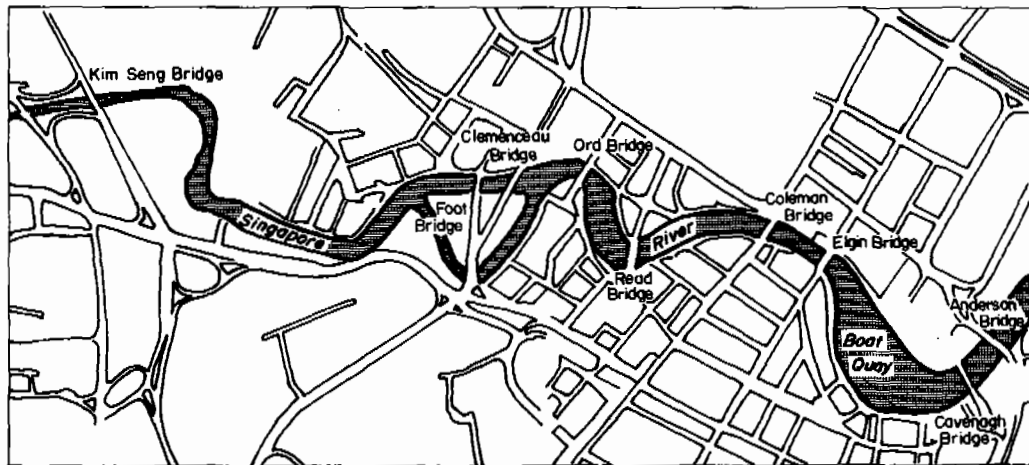 Kim Seng Bridge
Clemenceau
Bridge
Ord Bridge
Coleman
Bridge
Foot
Bridge
Singapore
River
Elgin Bridge
Read
Bridge
Anderson
Bridge
Boat
Quay
Cavenagh
Bridge